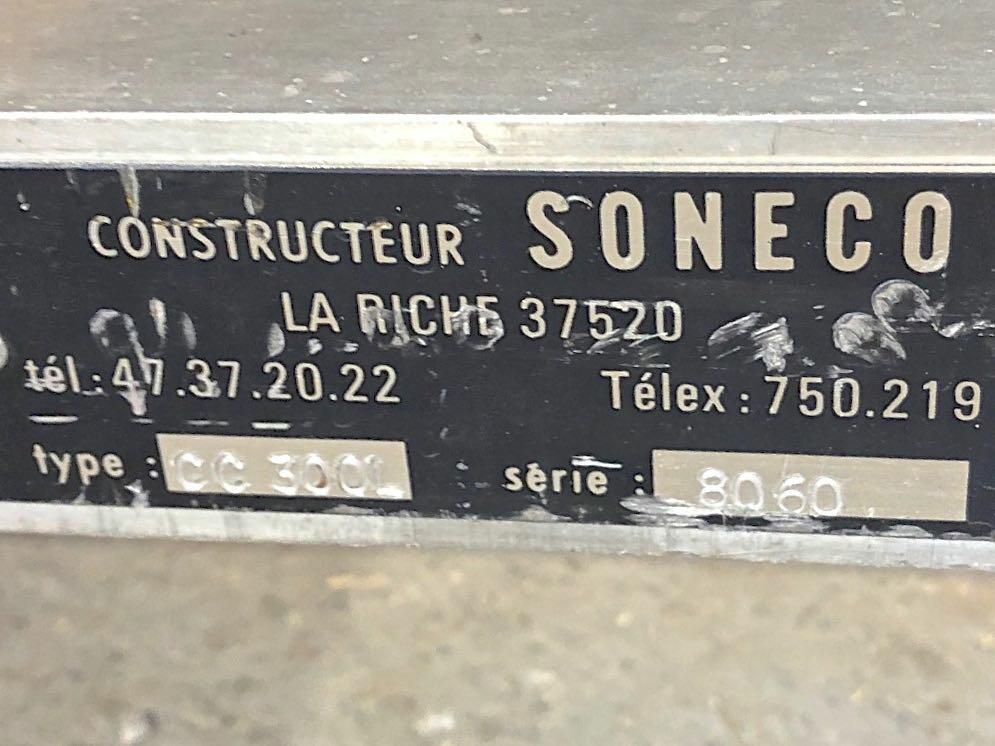 CONSTRUCTEUR SONECO
LA RICHE 37520
tél.: 47.37.20.22 Télex : 750.219
type : CC 300L série : 8060